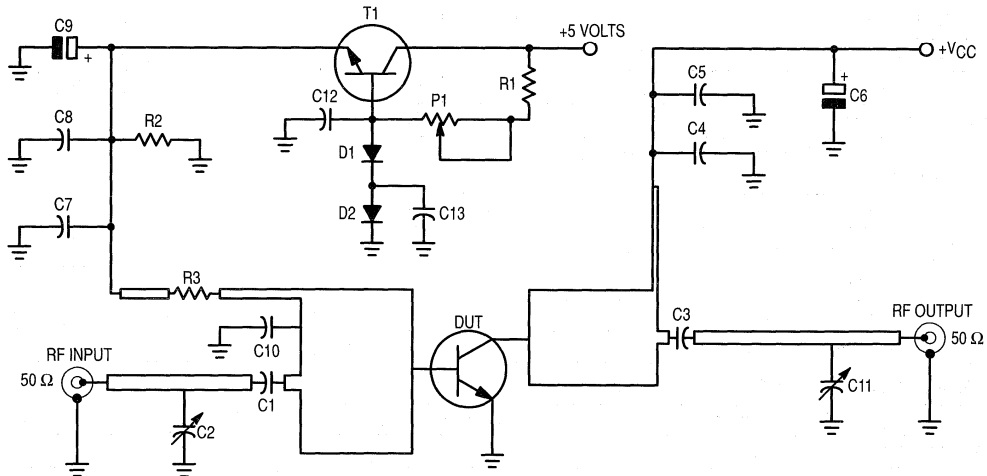 T1
C9
+
+5 VOLTS
+VCC
R1
C5
+
C6
C12
P1
C8
R2
C4
D1
C7
D2
C13
R3
DUT
C3
RF OUTPUT
50 Ω
C10
RF INPUT
50 Ω
C1
C11
C2